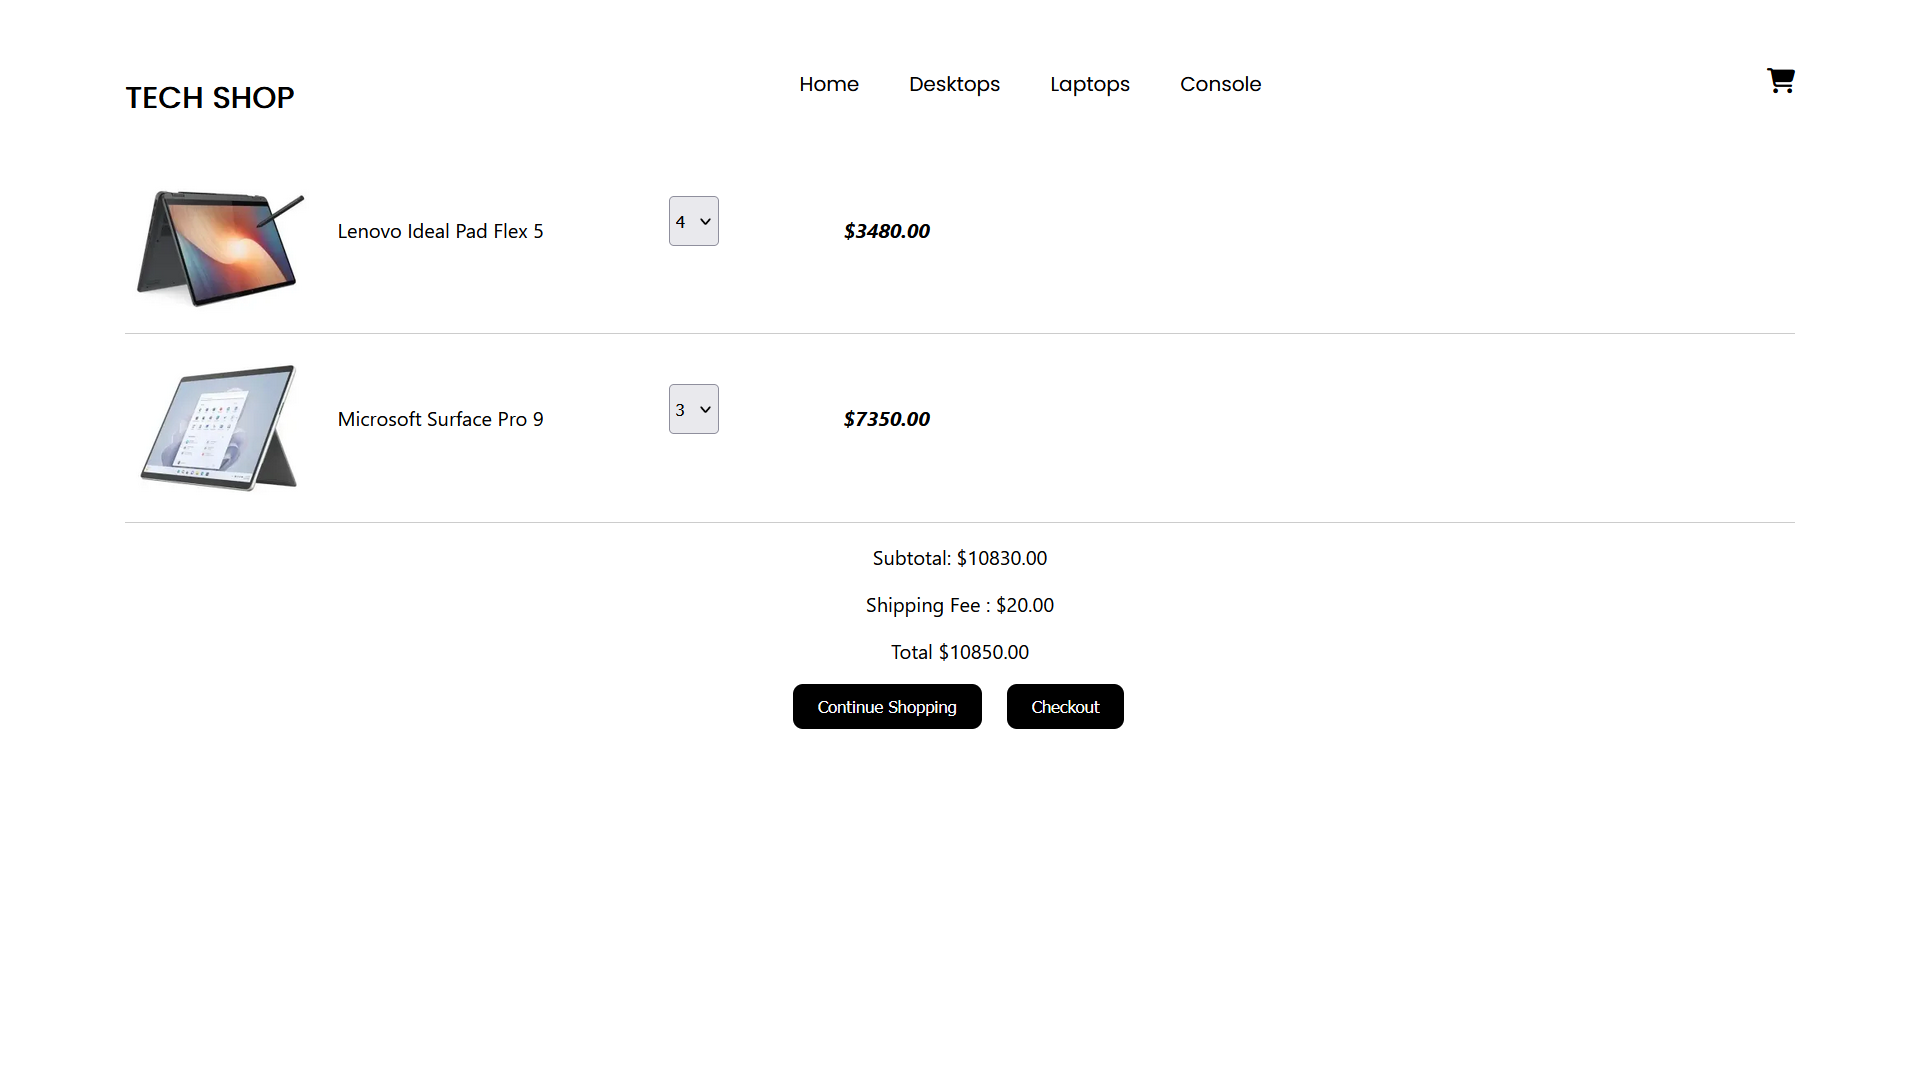 TECH SHOP
Home Desktops Laptops Console
Lenovo Ideal Pad Flex 5 4 $3480.00
Microsoft Surface Pro 9 3 $7350.00
Subtotal: $10830.00
Shipping Fee : $20.00
Total $10850.00
Continue Shopping Checkout